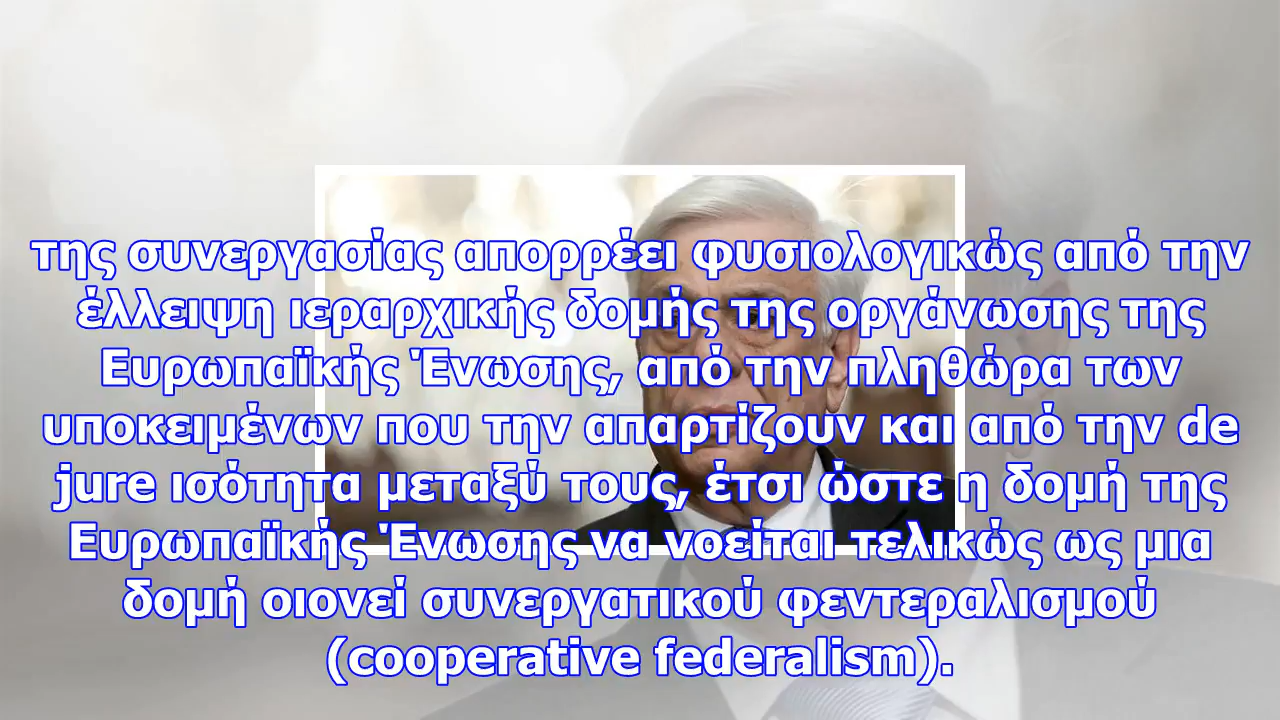 της συνεργασίας απορρέει φυσιολογικώς από την
έλλειψη ιεραρχικής δομής της οργάνωσης της
Ευρωπαϊκής Ένωσης, από την πληθώρα των
υποκειμένων που την απαρτίζουν και από την de
jure ισότητα μεταξύ τους, έτσι ώστε η δομή της
Ευρωπαϊκής Ένωσης να νοείται τελικώς ως μια
δομή οιονεί συνεργατικού φεντεραλισμού
(cooperative federalism).